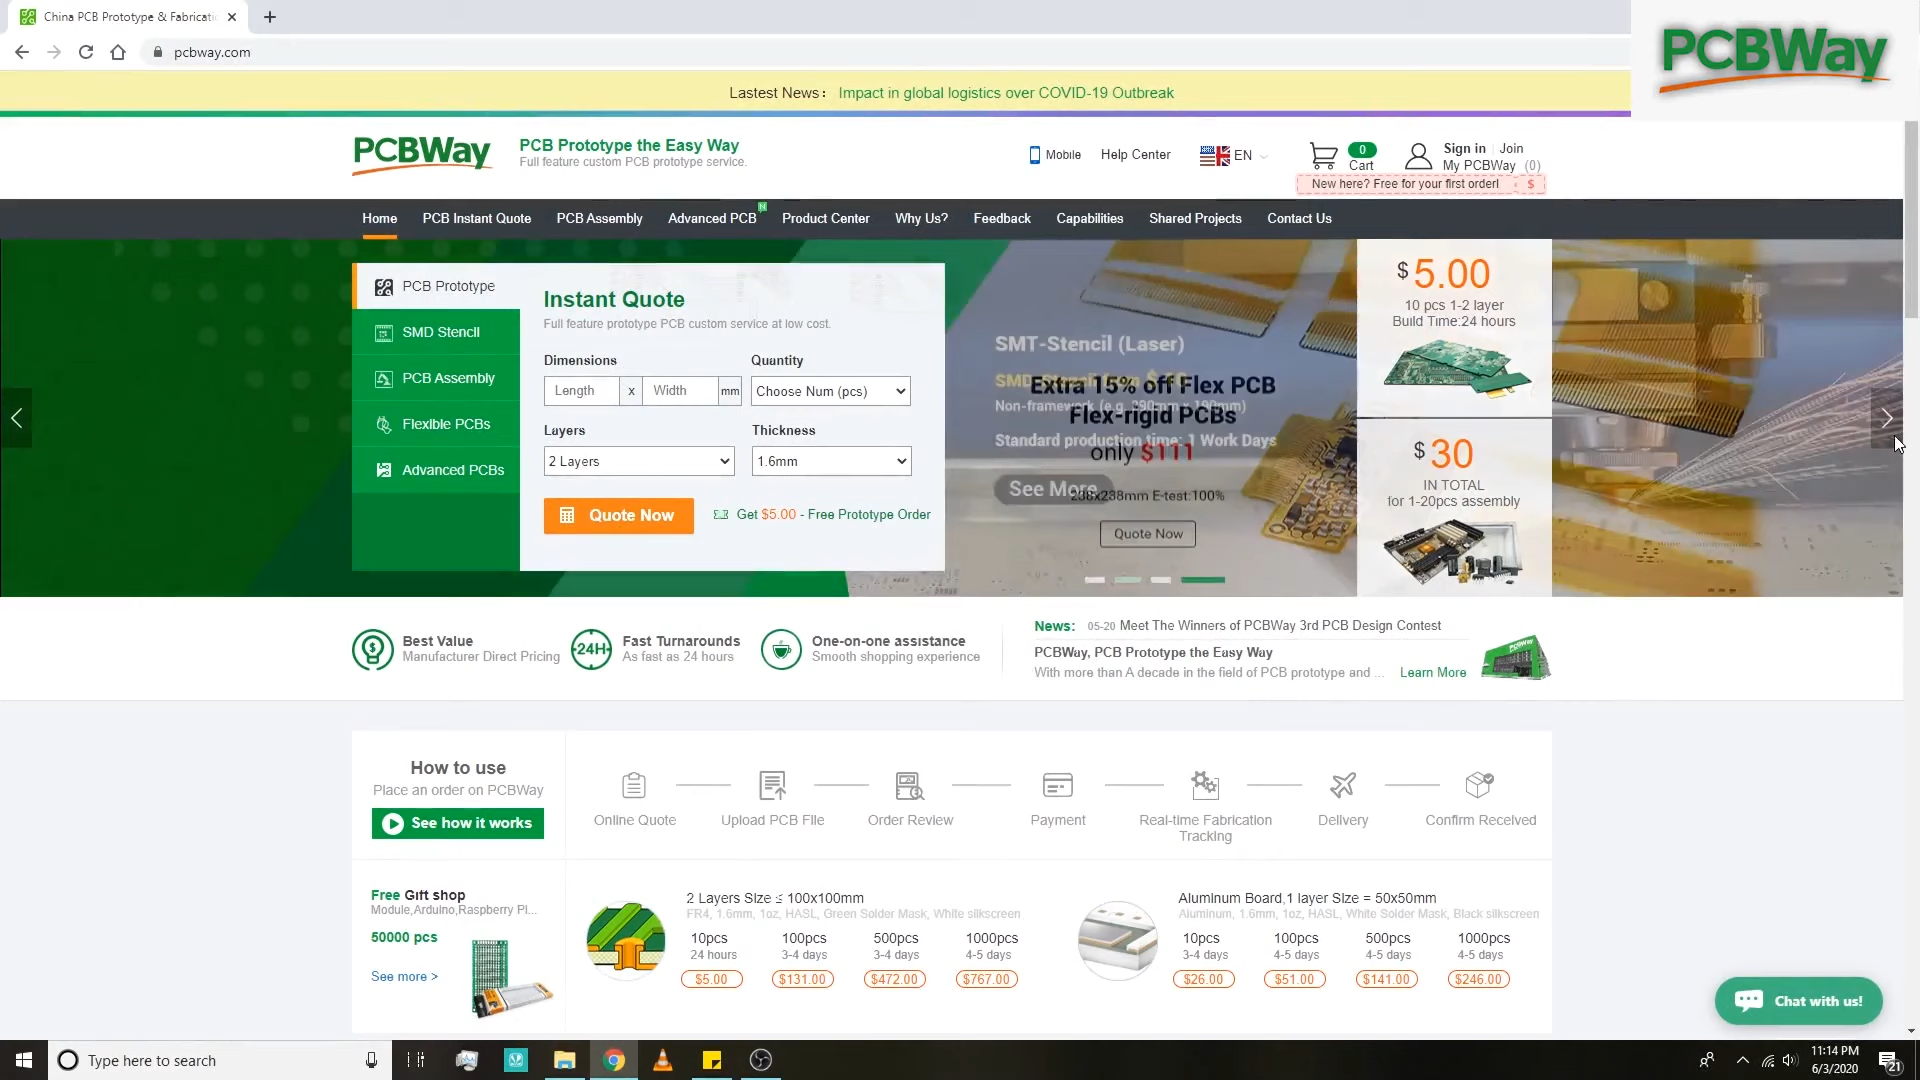 China PCB Prototype & Fabricati
pcbway.com
PCBWay
Lastest News： Impact in global logistics over COVID-19 Outbreak
PCBWay
PCB Prototype the Easy Way
Full feature custom PCB prototype service.
Mobile
Help Center
EN
0
Cart
Sign in | Join
My PCBWay (0)
New here? Free for your first order! $
Home
PCB Instant Quote
PCB Assembly
Advanced PCB
N
Product Center
Why Us?
Feedback
Capabilities
Shared Projects
Contact Us
PCB Prototype
SMD Stencil
PCB Assembly
Flexible PCBs
Advanced PCBs
Instant Quote
Full feature prototype PCB custom service at low cost.
Dimensions
Quantity
Length x Width mm
Choose Num (pcs)
Layers
Thickness
2 Layers
1.6mm
Quote Now
Get $5.00 - Free Prototype Order
SMT-Stencil (Laser)
Extra 15% off Flex PCB
Non-framework (e.g. 290mm x 190mm)
Flex-rigid PCBs
Standard production time: 1 Work Days
only $111
See More
238x238mm E-test:100%
Quote Now
$ 5.00
10 pcs 1-2 layer
Build Time:24 hours
$ 30
IN TOTAL
for 1-20pcs assembly
Best Value
Manufacturer Direct Pricing
24H
Fast Turnarounds
As fast as 24 hours
One-on-one assistance
Smooth shopping experience
News: 05-20 Meet The Winners of PCBWay 3rd PCB Design Contest
PCBWay, PCB Prototype the Easy Way
With more than A decade in the field of PCB prototype and ... Learn More
How to use
Place an order on PCBWay
See how it works
Online Quote
Upload PCB File
Order Review
Payment
Real-time Fabrication
Tracking
Delivery
Confirm Received
Free Gift shop
Module,Arduino,Raspberry Pl...
50000 pcs
See more >
2 Layers Size ≤ 100x100mm
FR4, 1.6mm, 1oz, HASL, Green Solder Mask, White silkscreen
10pcs 100pcs 500pcs 1000pcs
24 hours 3-4 days 3-4 days 4-5 days
$5.00 $131.00 $472.00 $767.00
Aluminum Board,1 layer Size = 50x50mm
Aluminum, 1.6mm, 1oz, HASL, White Solder Mask, Black silkscreen
10pcs 100pcs 500pcs 1000pcs
3-4 days 4-5 days 4-5 days 4-5 days
$26.00 $51.00 $141.00 $246.00
Chat with us!
Type here to search
11:14 PM
6/3/2020
21